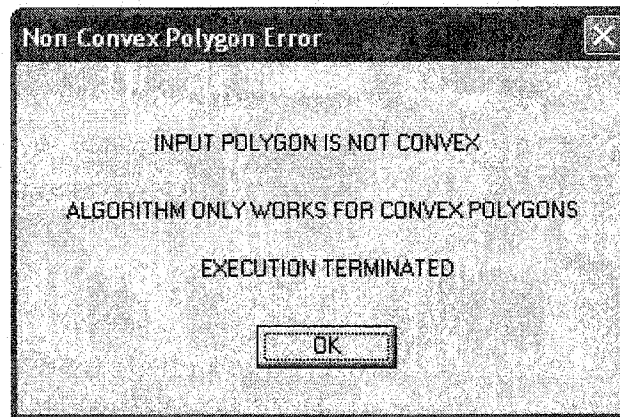 Non Convex Polygon Error
INPUT POLYGON IS NOT CONVEX
ALGORITHM ONLY WORKS FOR CONVEX POLYGONS
EXECUTION TERMINATED
OK